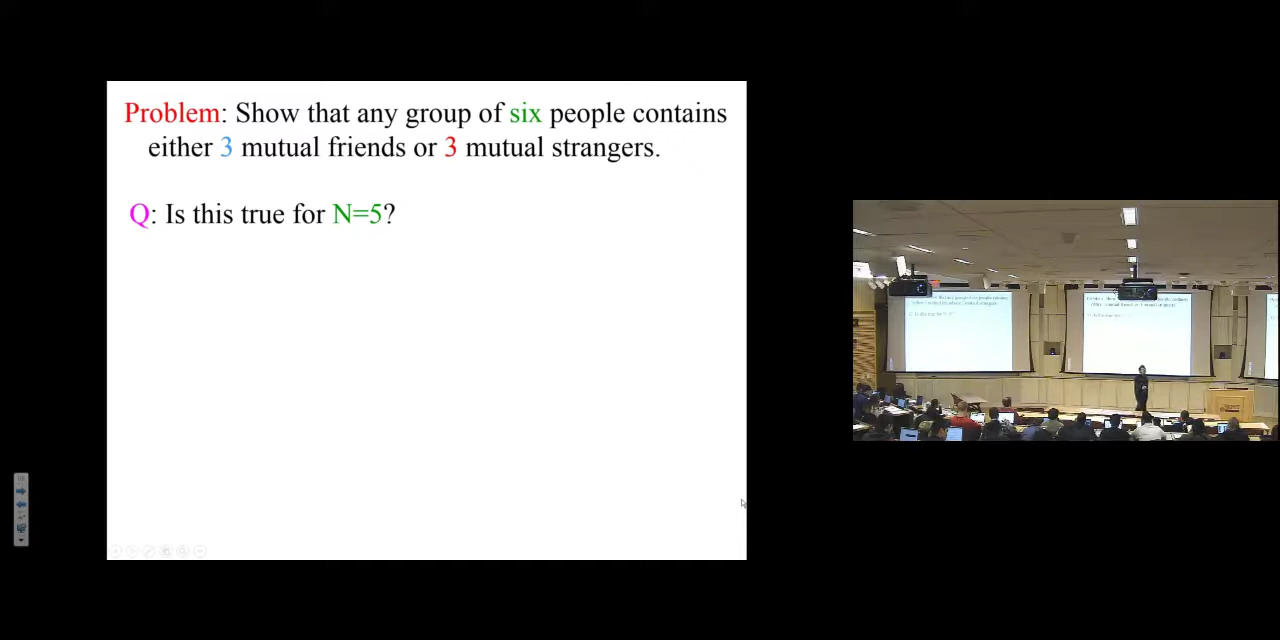 Problem: Show that any group of six people contains
either 3 mutual friends or 3 mutual strangers.
Q: Is this true for N=5?